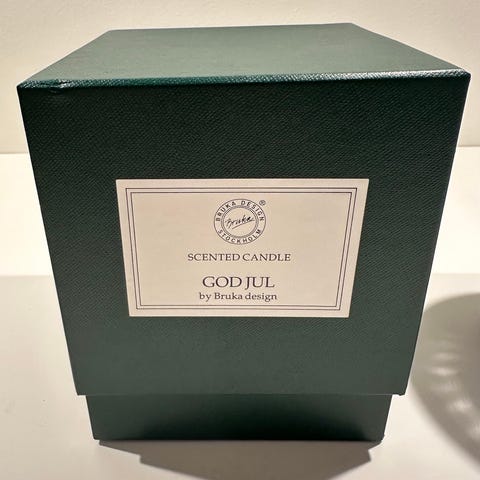 BRUKA DESIGN ®
Bruka
STOCKHOLM
SCENTED CANDLE
GOD JUL
by Bruka design